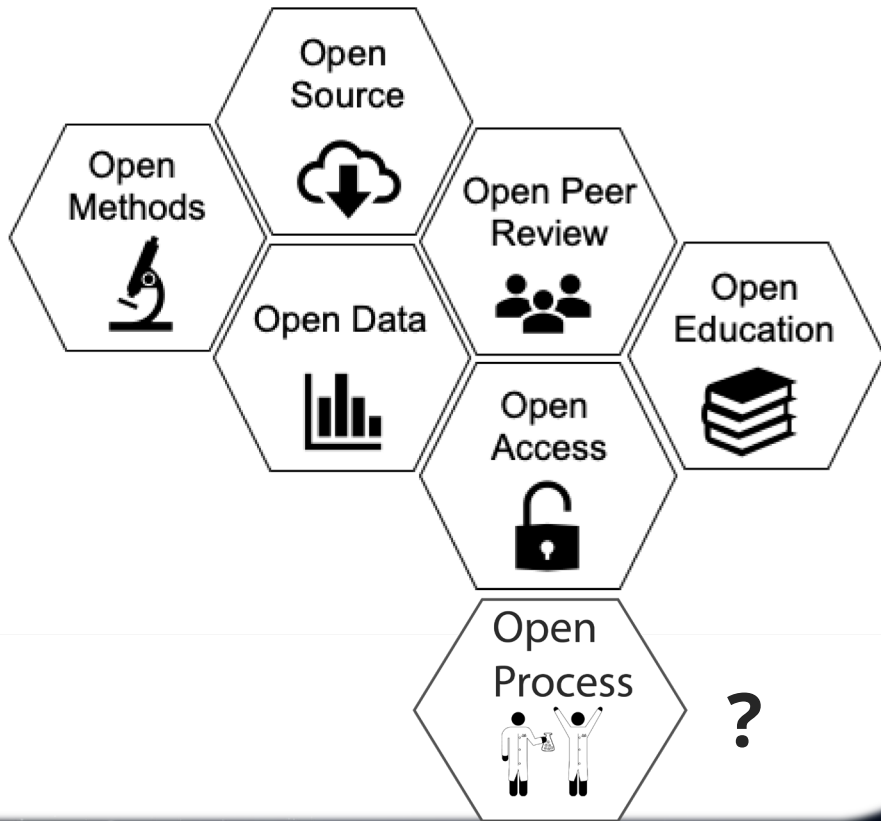 Open
Source
Open
Methods
Open Peer
Review
Open Data
Open
Education
Open
Access
Open
Process
?